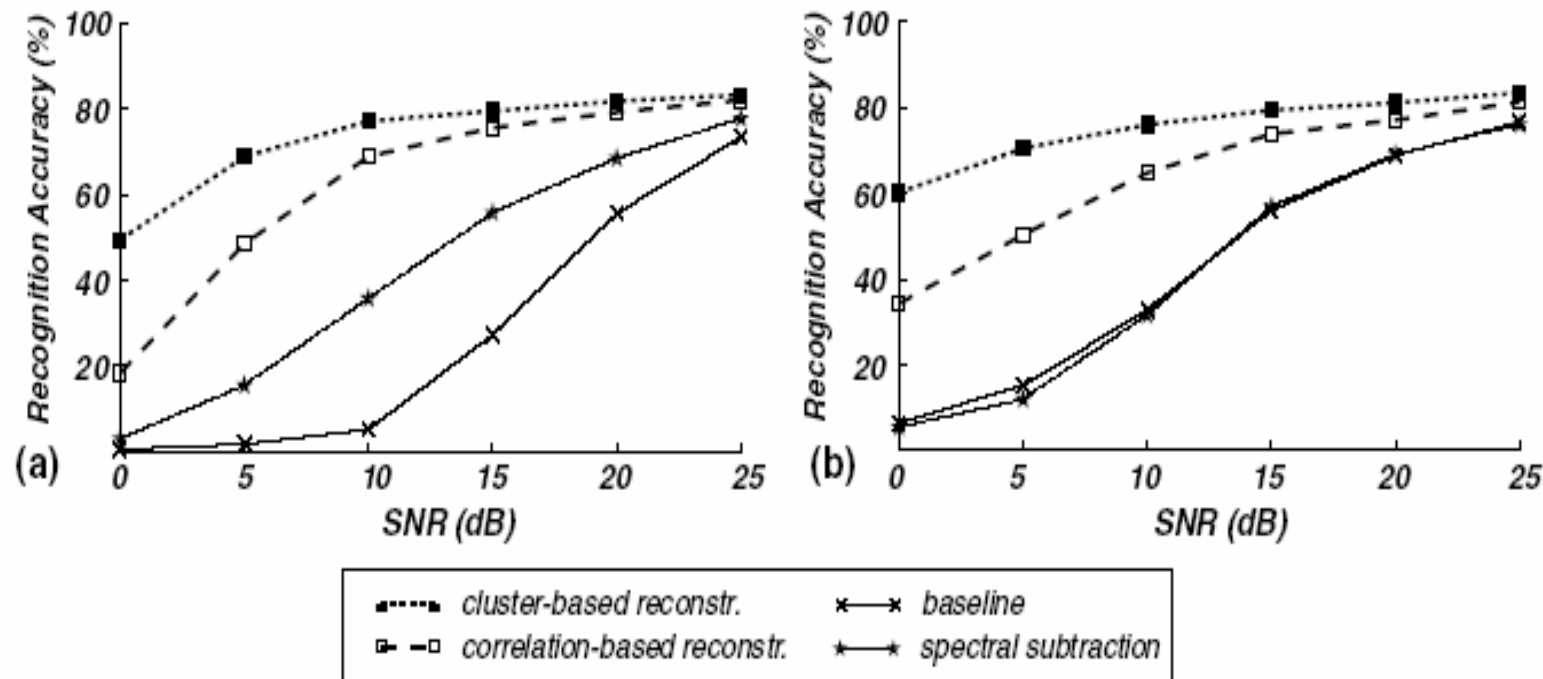 Recognition Accuracy (%)
100
80
60
40
20
0 5 10 15 20 25
SNR (dB)
(a)
Recognition Accuracy (%)
100
80
60
40
20
0 5 10 15 20 25
SNR (dB)
(b)
cluster-based reconstr.
baseline
correlation-based reconstr.
spectral subtraction